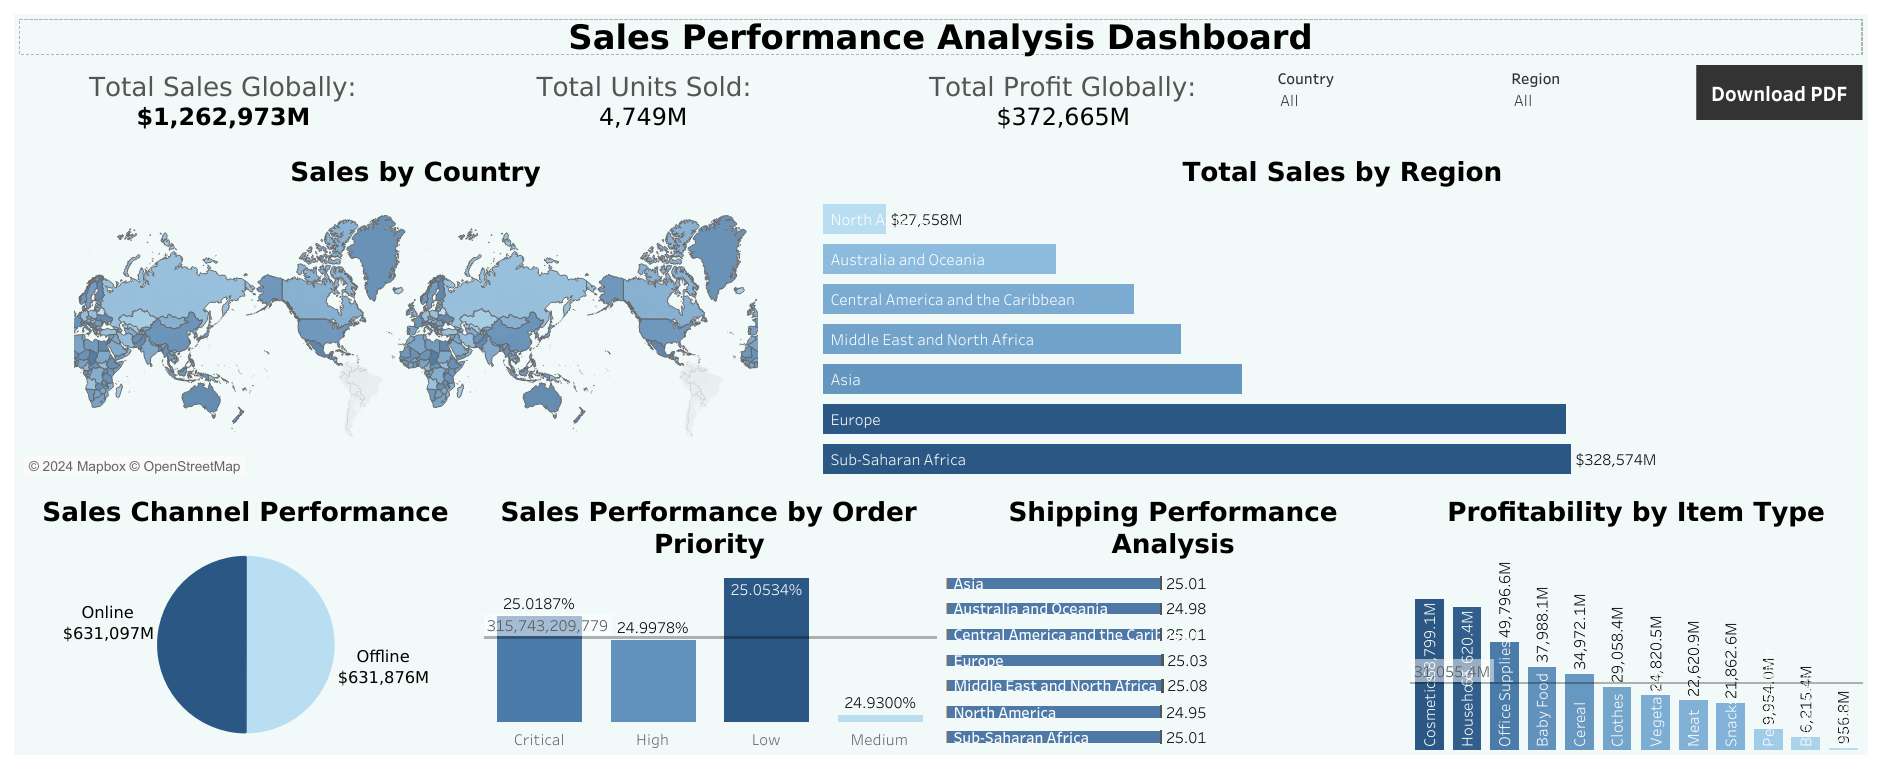 Sales Performance Analysis Dashboard
Total Sales Globally:
$1,262,973M
Total Units Sold:
4,749M
Total Profit Globally:
$372,665M
Country
All
Region
All
Download PDF
Sales by Country
© 2024 Mapbox © OpenStreetMap
Total Sales by Region
North A
$27,558M
Australia and Oceania
Central America and the Caribbean
Middle East and North Africa
Asia
Europe
Sub-Saharan Africa
$328,574M
Sales Channel Performance
Online
$631,097M
Offline
$631,876M
Sales Performance by Order
Priority
25.0187%
315,743,209,779
24.9978%
25.0534%
24.9300%
Critical
High
Low
Medium
Shipping Performance
Analysis
Asia 25.01
Australia and Oceania 24.98
Central America and the Carib 25.01
Europe 25.03
Middle East and North Africa 25.08
North America 24.95
Sub-Saharan Africa 25.01
Profitability by Item Type
31,055.4M
Cosmetics
Househo
Office Supplies 49,796.6M
Baby Food 37,988.1M
Cereal 34,972.1M
Clothes 29,058.4M
Vegeta 24,820.5M
Meat 22,620.9M
Snacks 21,862.6M
Pe 9,954.0M
B 6,215.4M
956.8M